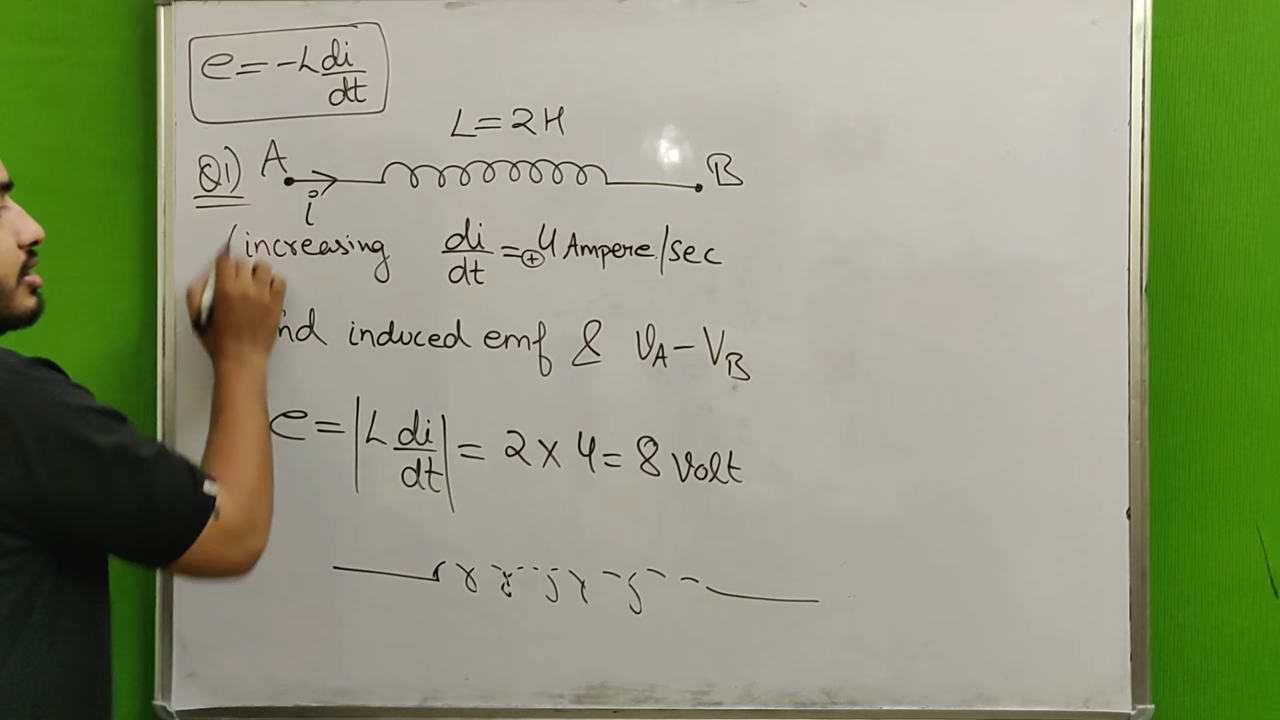 e = -L di/dt
L = 2H
Q1) A B
i
increasing di/dt = +4 Ampere/sec
induced emf & VA - VB
e = |L di/dt| = 2 × 4 = 8 Volt